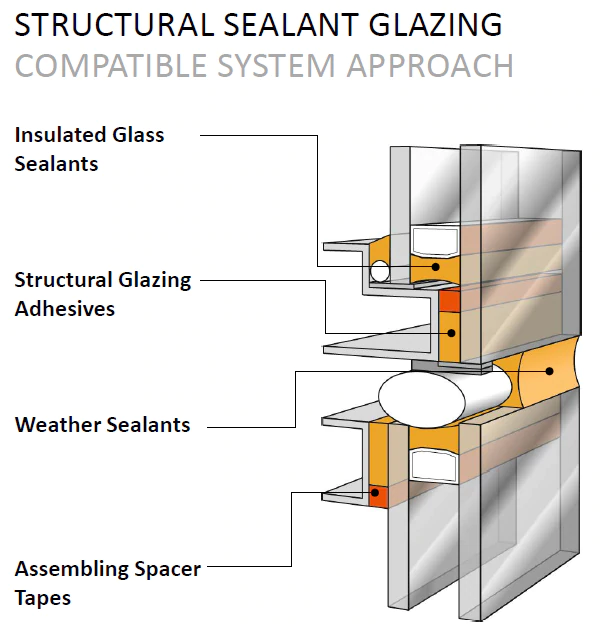 STRUCTURAL SEALANT GLAZING
COMPATIBLE SYSTEM APPROACH
Insulated Glass
Sealants
Structural Glazing
Adhesives
Weather Sealants
Assembling Spacer
Tapes